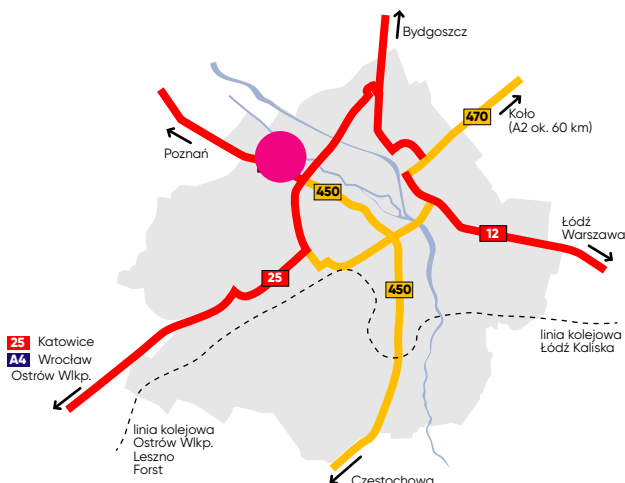 Bydgoszcz
470
Koło
(A2 ok. 60 km)
Poznań
450
Łódź
Warszawa
12
25
450
linia kolejowa
Łódź Kaliska
25 Katowice
A4 Wrocław
Ostrów Wlkp.
linia kolejowa
Ostrów Wlkp.
Leszno
Forst
Częstochowa